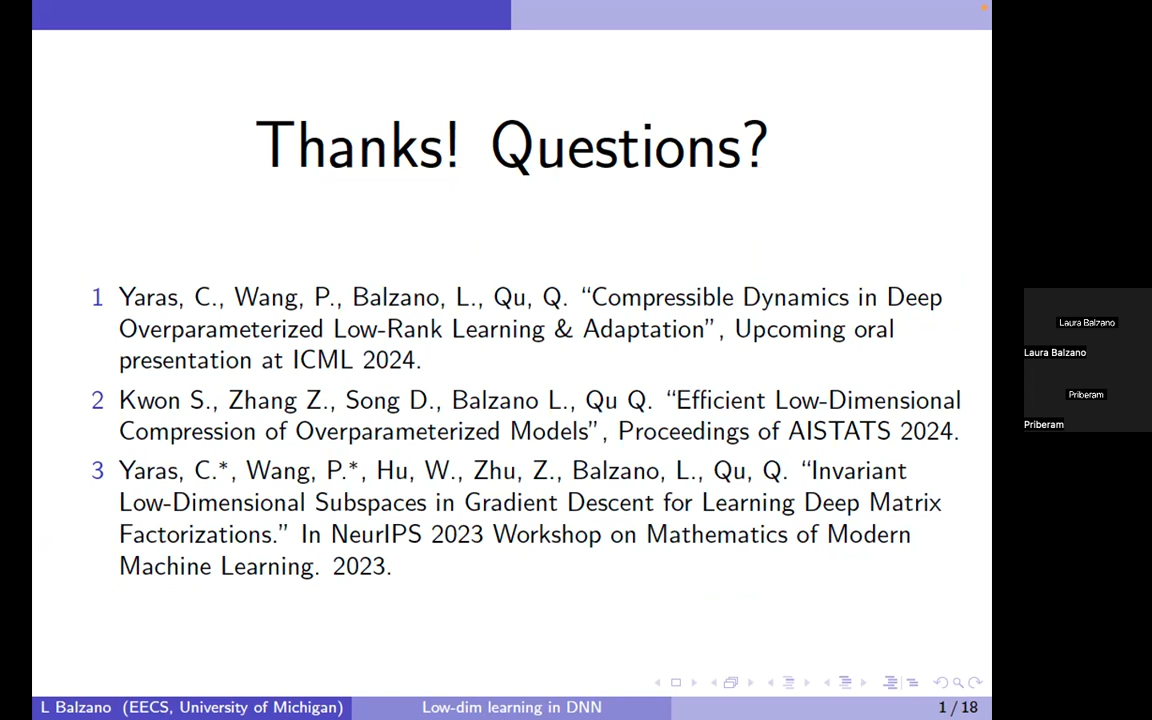 Thanks! Questions?
1 Yaras, C., Wang, P., Balzano, L., Qu, Q. “Compressible Dynamics in Deep
Overparameterized Low-Rank Learning & Adaptation”, Upcoming oral
presentation at ICML 2024.
2 Kwon S., Zhang Z., Song D., Balzano L., Qu Q. “Efficient Low-Dimensional
Compression of Overparameterized Models”, Proceedings of AISTATS 2024.
3 Yaras, C.*, Wang, P.*, Hu, W., Zhu, Z., Balzano, L., Qu, Q. “Invariant
Low-Dimensional Subspaces in Gradient Descent for Learning Deep Matrix
Factorizations.” In NeurIPS 2023 Workshop on Mathematics of Modern
Machine Learning. 2023.
L Balzano (EECS, University of Michigan)
Low-dim learning in DNN
1 / 18
Laura Balzano
Laura Balzano
Priberam
Priberam